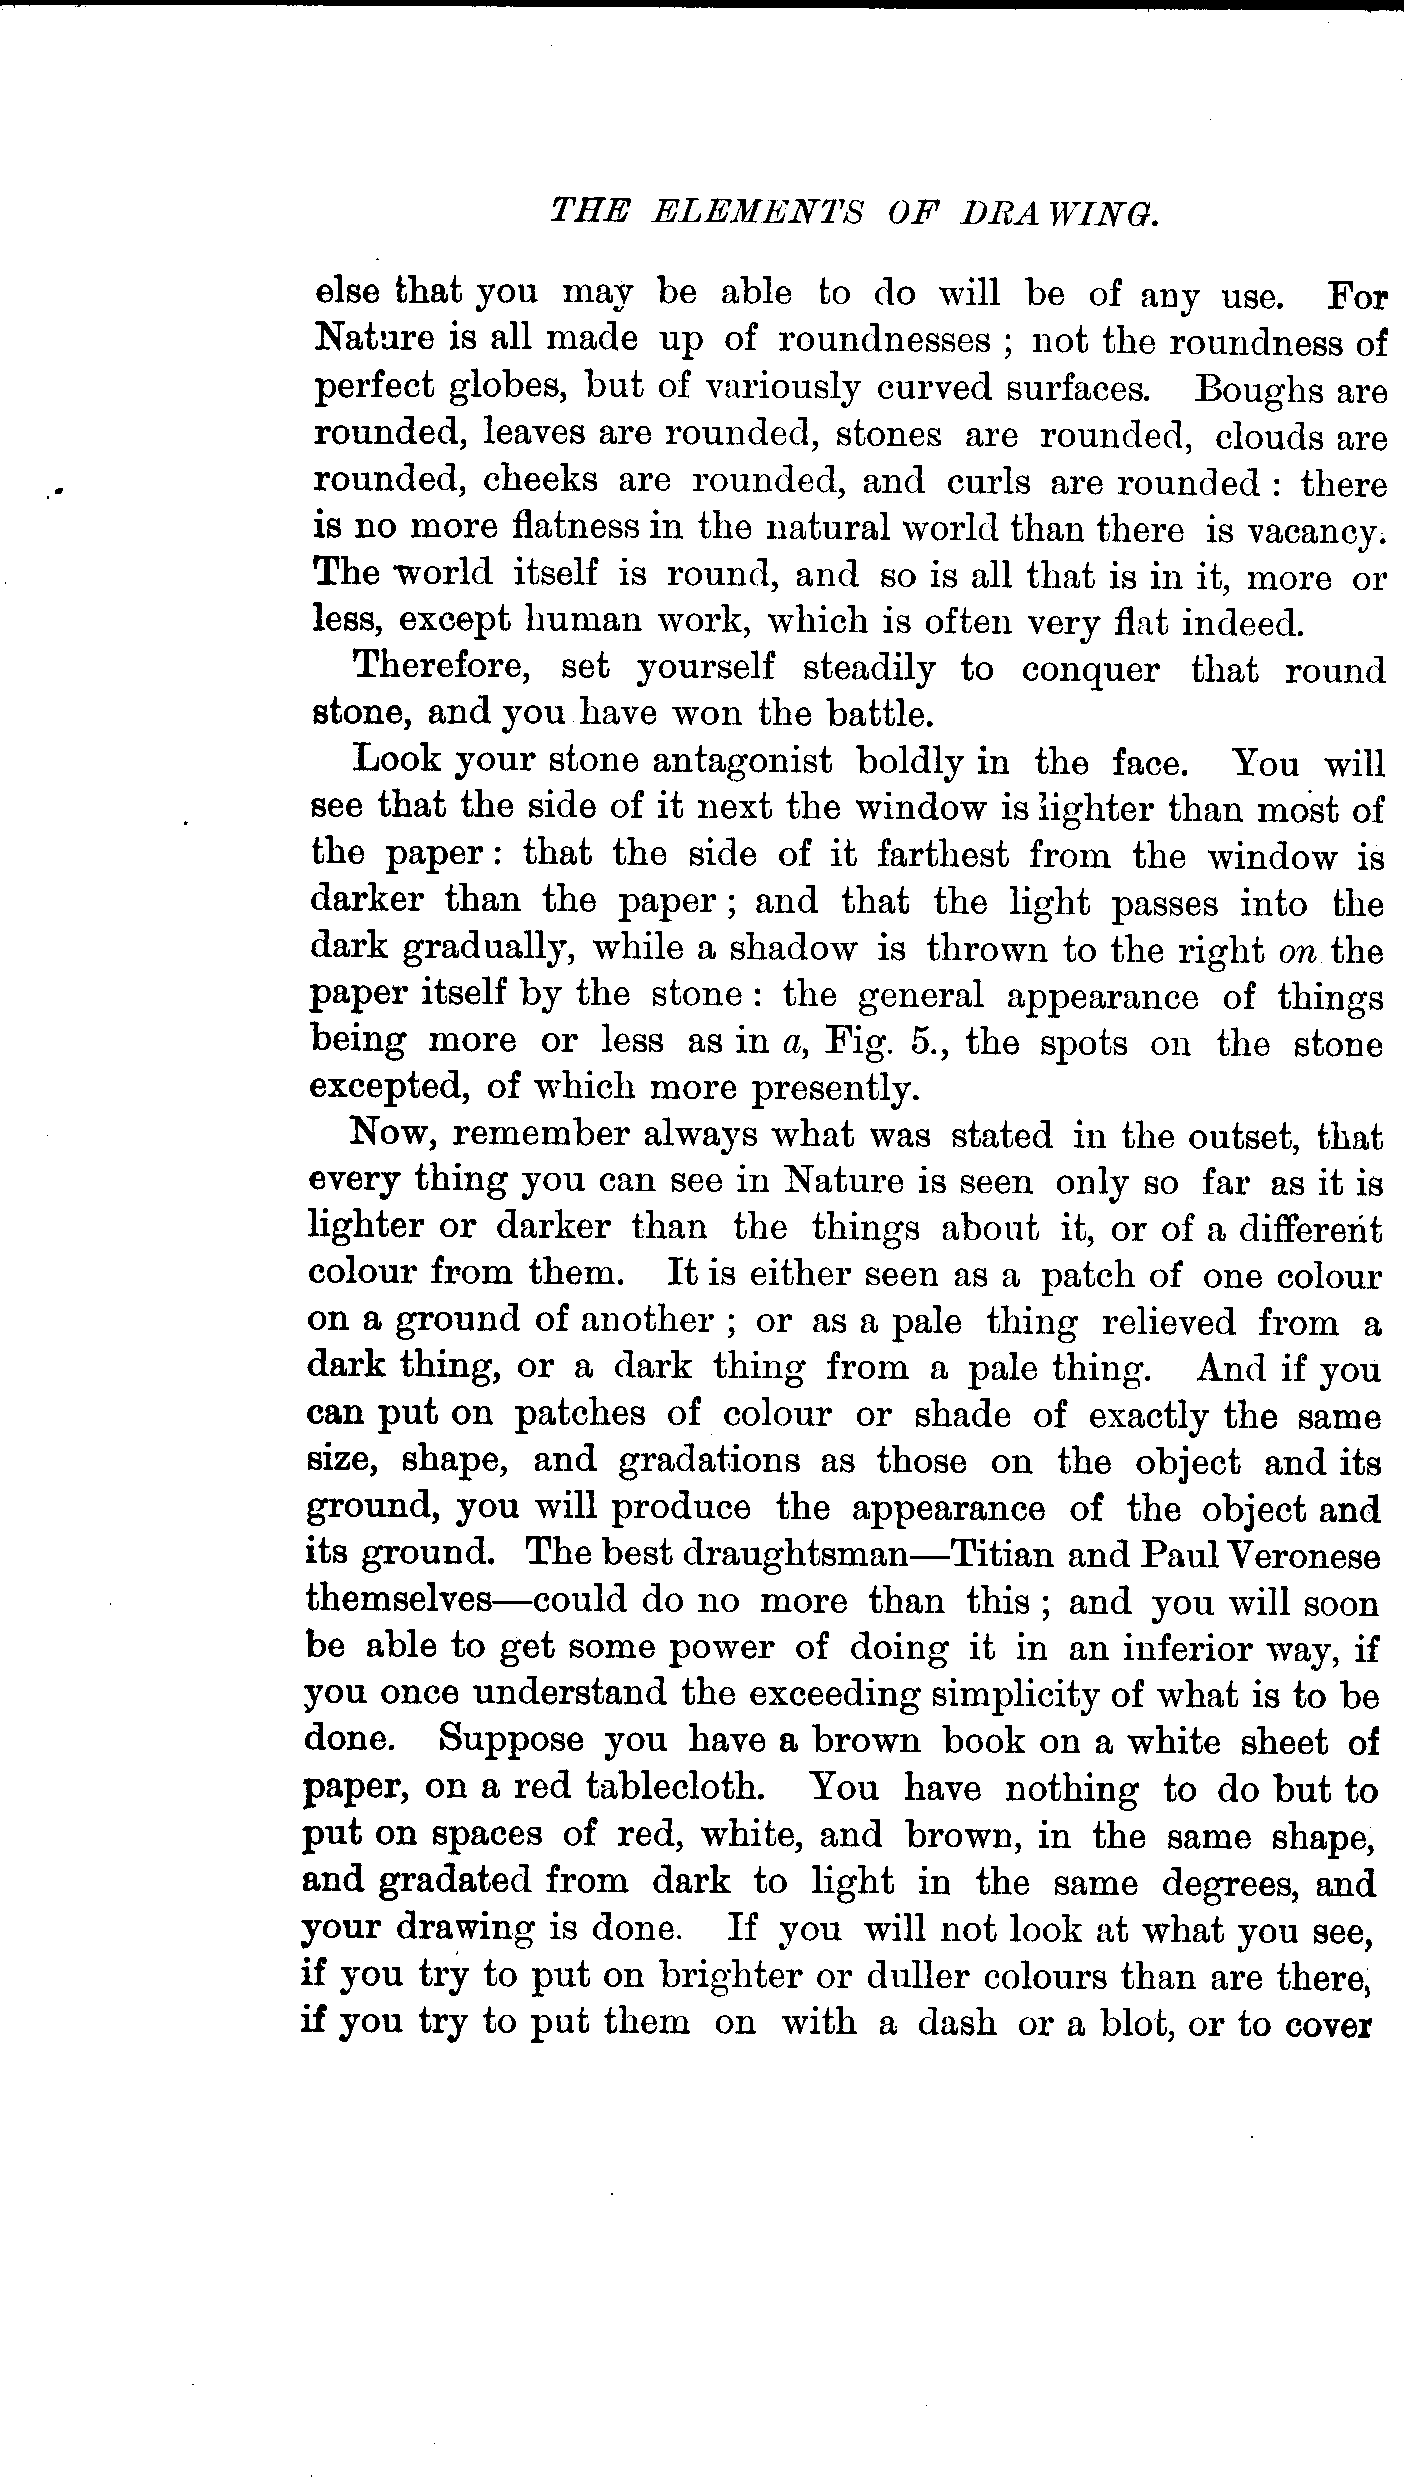 THE ELEMENTS OF DRAWING.
else that you may be able to do will be of any use. For
Nature is all made up of roundnesses ; not the roundness of
perfect globes, but of variously curved surfaces. Boughs are
rounded, leaves are rounded, stones are rounded, clouds are
rounded, cheeks are rounded, and curls are rounded : there
is no more flatness in the natural world than there is vacancy.
The world itself is round, and so is all that is in it, more or
less, except human work, which is often very flat indeed.
Therefore, set yourself steadily to conquer that round
stone, and you have won the battle.
Look your stone antagonist boldly in the face. You will
see that the side of it next the window is lighter than most of
the paper : that the side of it farthest from the window is
darker than the paper ; and that the light passes into the
dark gradually, while a shadow is thrown to the right on the
paper itself by the stone : the general appearance of things
being more or less as in a, Fig. 5., the spots on the stone
excepted, of which more presently.
Now, remember always what was stated in the outset, that
every thing you can see in Nature is seen only so far as it is
lighter or darker than the things about it, or of a different
colour from them. It is either seen as a patch of one colour
on a ground of another ; or as a pale thing relieved from a
dark thing, or a dark thing from a pale thing. And if you
can put on patches of colour or shade of exactly the same
size, shape, and gradations as those on the object and its
ground, you will produce the appearance of the object and
its ground. The best draughtsman—Titian and Paul Veronese
themselves—could do no more than this ; and you will soon
be able to get some power of doing it in an inferior way, if
you once understand the exceeding simplicity of what is to be
done. Suppose you have a brown book on a white sheet of
paper, on a red tablecloth. You have nothing to do but to
put on spaces of red, white, and brown, in the same shape,
and gradated from dark to light in the same degrees, and
your drawing is done. If you will not look at what you see,
if you try to put on brighter or duller colours than are there,
if you try to put them on with a dash or a blot, or to cover